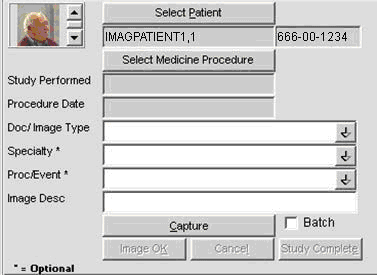 Select Patient
IMAGPATIENT1,1 666-00-1234
Select Medicine Procedure
Study Performed
Procedure Date
Doc/ Image Type
Specialty *
Proc/Event *
Image Desc
Capture Batch
Image OK Cancel Study Complete
* = Optional